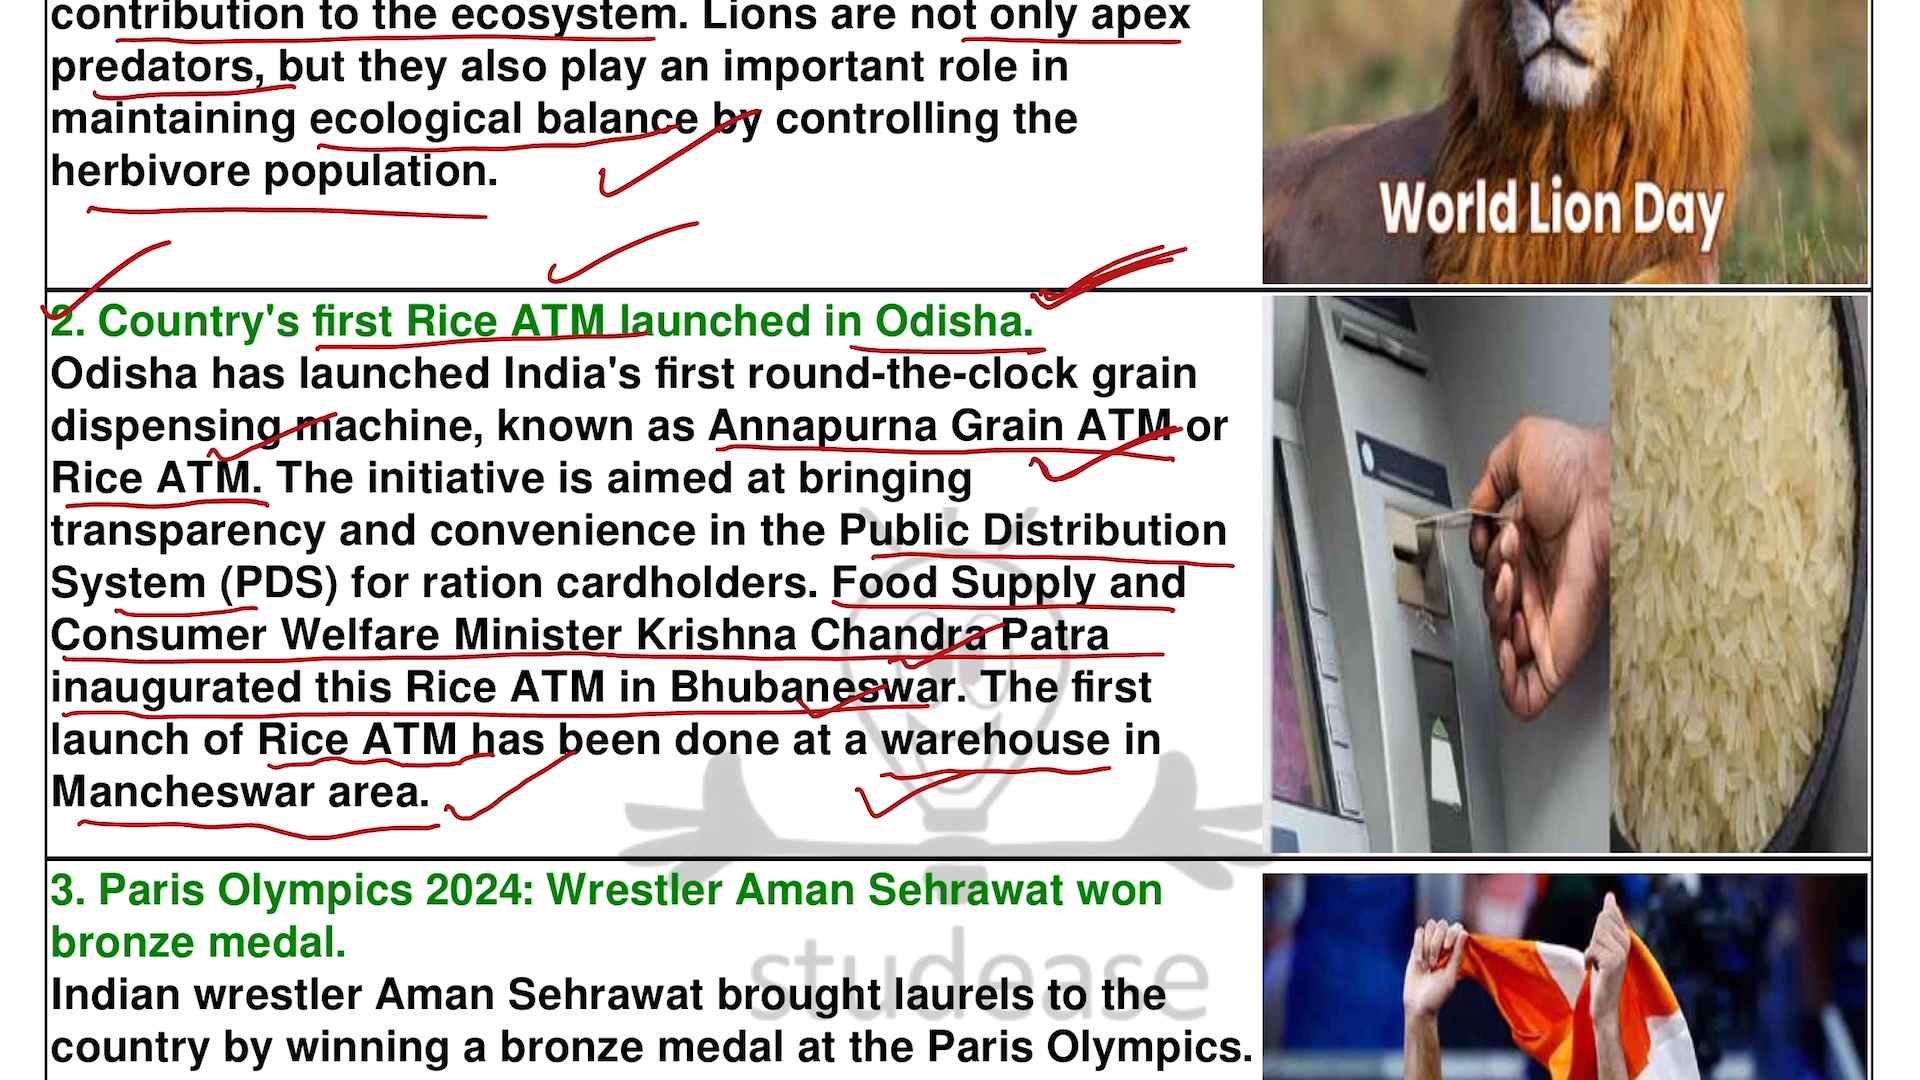 contribution to the ecosystem. Lions are not only apex
predators, but they also play an important role in
maintaining ecological balance by controlling the
herbivore population.
World Lion Day
2. Country's first Rice ATM launched in Odisha.
Odisha has launched India's first round-the-clock grain
dispensing machine, known as Annapurna Grain ATM or
Rice ATM. The initiative is aimed at bringing
transparency and convenience in the Public Distribution
System (PDS) for ration cardholders. Food Supply and
Consumer Welfare Minister Krishna Chandra Patra
inaugurated this Rice ATM in Bhubaneswar. The first
launch of Rice ATM has been done at a warehouse in
Mancheswar area.
3. Paris Olympics 2024: Wrestler Aman Sehrawat won
bronze medal.
Indian wrestler Aman Sehrawat brought laurels to the
country by winning a bronze medal at the Paris Olympics.
studease